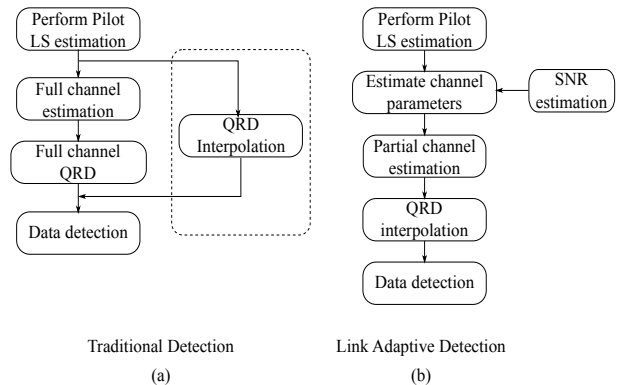 Perform Pilot
LS estimation
Full channel
estimation
Full channel
QRD
Data detection
QRD
Interpolation
Traditional Detection
(a)
Perform Pilot
LS estimation
Estimate channel
parameters
SNR
estimation
Partial channel
estimation
QRD
interpolation
Data detection
Link Adaptive Detection
(b)